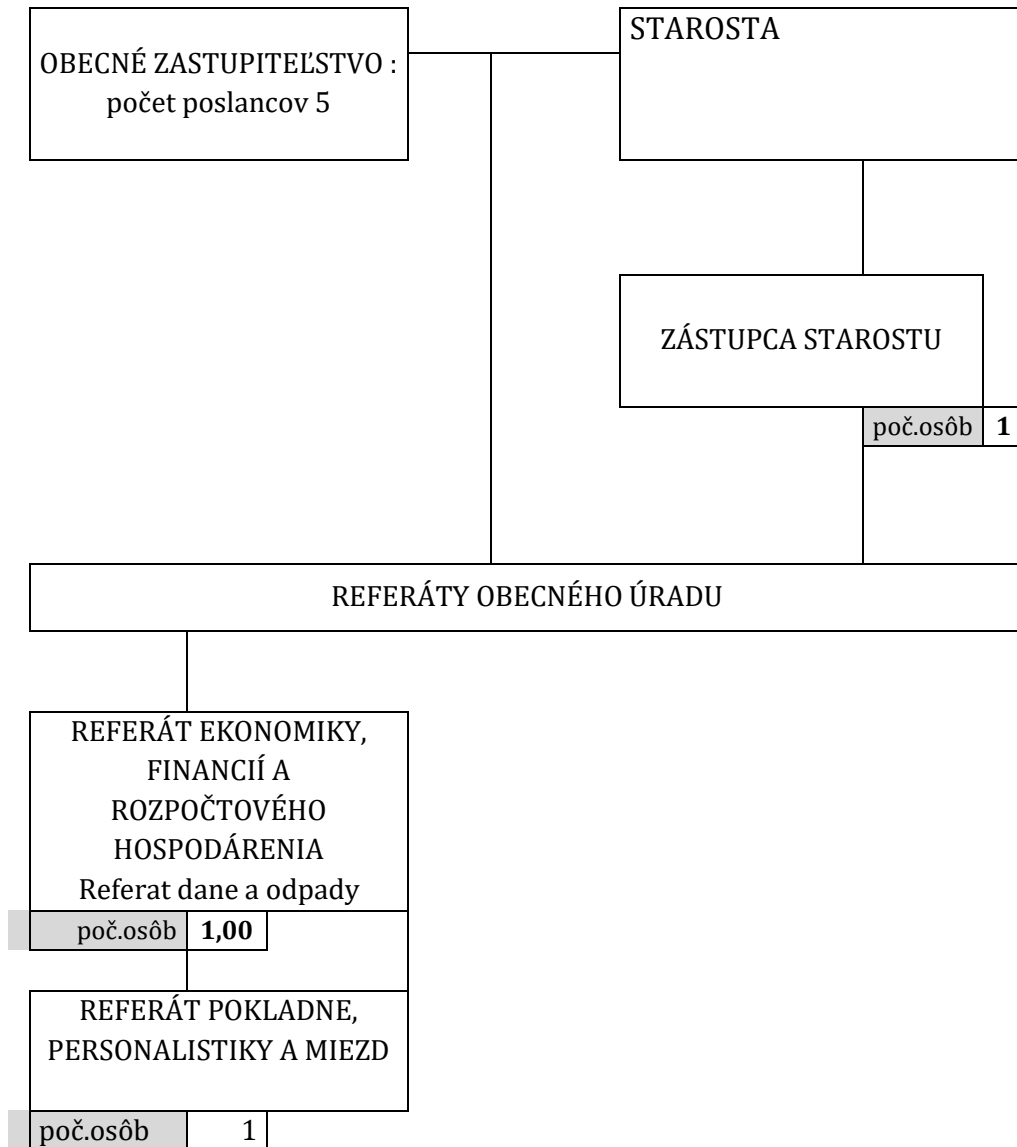 OBECNÉ ZASTUPITEĽSTVO :
počet poslancov 5
STAROSTA
ZÁSTUPCA STAROSTU
poč.osôb 1
REFERÁTY OBECNÉHO ÚRADU
REFERÁT EKONOMIKY,
FINANCIÍ A
ROZPOČTOVÉHO
HOSPODÁRENIA
Referat dane a odpady
poč.osôb 1,00
REFERÁT POKLADNE,
PERSONALISTIKY A MIEZD
poč.osôb 1